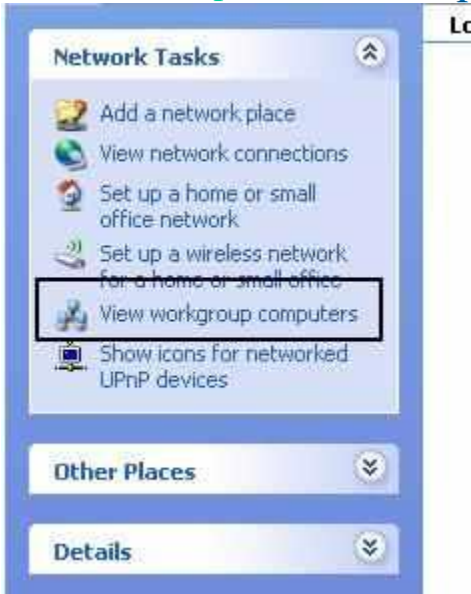 Lo
Network Tasks
Add a network place
View network connections
Set up a home or small
office network
Set up a wireless network
for a home or small office
View workgroup computers
Show icons for networked
UPnP devices
Other Places
Details